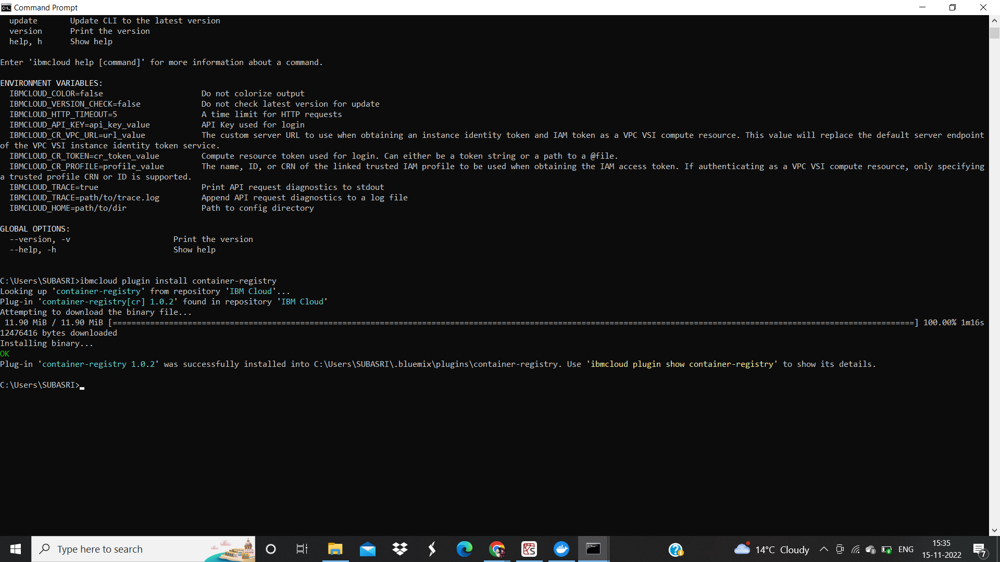 Command Prompt
update Update CLI to the latest version
version Print the version
help, h Show help
Enter 'ibmcloud help [command]' for more information about a command.
ENVIRONMENT VARIABLES:
IBMCLOUD_COLOR=false Do not colorize output
IBMCLOUD_VERSION_CHECK=false Do not check latest version for update
IBMCLOUD_HTTP_TIMEOUT=5 A time limit for HTTP requests
IBMCLOUD_API_KEY=api_key_value API Key used for login
IBMCLOUD_CR_VPC_URL=url_value The custom server URL to use when obtaining an instance identity token and IAM token as a VPC VSI compute resource. This value will replace the default server endpoint
of the VPC VSI instance identity token service.
IBMCLOUD_CR_TOKEN=cr_token_value Compute resource token used for login. Can either be a token string or a path to a @file.
IBMCLOUD_CR_PROFILE=profile_value The name, ID, or CRN of the linked trusted IAM profile to be used when obtaining the IAM access token. If authenticating as a VPC VSI compute resource, only specifying
a trusted profile CRN or ID is supported.
IBMCLOUD_TRACE=true Print API request diagnostics to stdout
IBMCLOUD_TRACE=path/to/trace.log Append API request diagnostics to a log file
IBMCLOUD_HOME=path/to/dir Path to config directory
GLOBAL OPTIONS:
--version, -v Print the version
--help, -h Show help
C:\Users\SUBASRI>ibmcloud plugin install container-registry
Looking up 'container-registry' from repository 'IBM Cloud'...
Plug-in 'container-registry[cr] 1.0.2' found in repository 'IBM Cloud'
Attempting to download the binary file...
11.90 MiB / 11.90 MiB [===========================================================================================================================================================================] 100.00% 1m16s
12476416 bytes downloaded
Installing binary...
OK
Plug-in 'container-registry 1.0.2' was successfully installed into C:\Users\SUBASRI\.bluemix\plugins\container-registry. Use 'ibmcloud plugin show container-registry' to show its details.
C:\Users\SUBASRI>
Type here to search
14°C Cloudy
ENG
15:35
15-11-2022
7